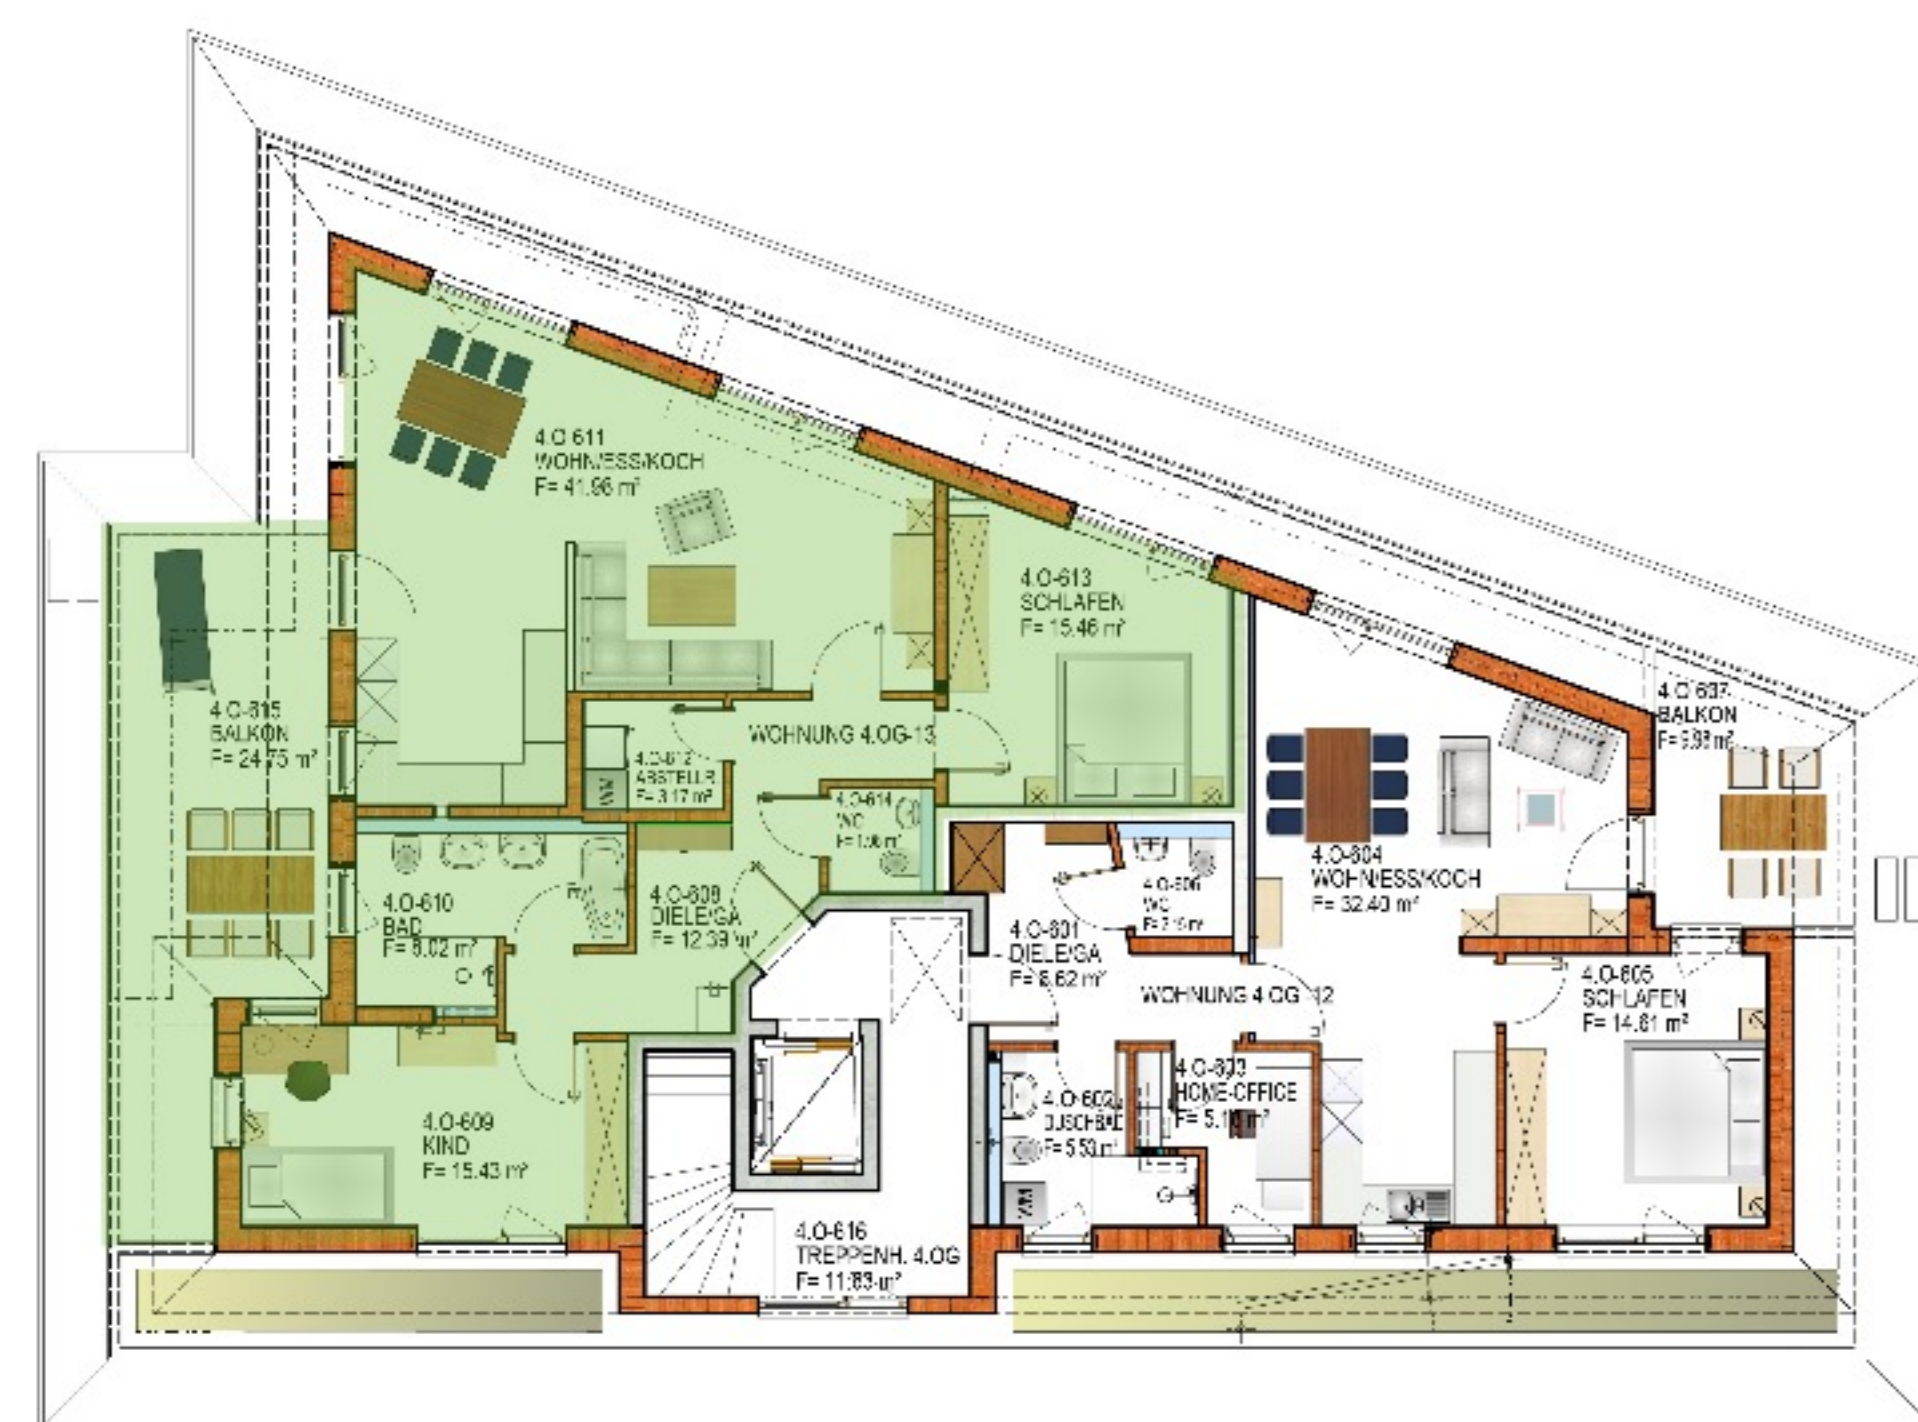 4.O-611
WOHN/ESS/KOCH
F= 41.96 m²
4.O-613
SCHLAFEN
F= 15.46 m²
4.O-615
BALKON
F= 24.75 m²
WOHNUNG 4.OG-13
4.O-612
ABSTELLR.
F= 3.17 m²
WM
4.O-614
WC
4.O-607
BALKON
4.O-604
WOHN/ESS/KOCH
F= 32.40 m²
4.O-610
BAD
F= 8.02 m²
4.O-608
DIELE/GA
F= 12.39 m²
4.O-606
WC
4.O-601
DIELE/GA
F= 8.62 m²
WOHNUNG 4.OG -12
4.O-605
SCHLAFEN
F= 14.61 m²
4.O-609
KIND
F= 15.43 m²
4.O-602
DUSCHBAD
F= 5.53 m²
WM
4.O-603
HOME-OFFICE
4.O-616
TREPPENH. 4.OG
F= 11.83 m²